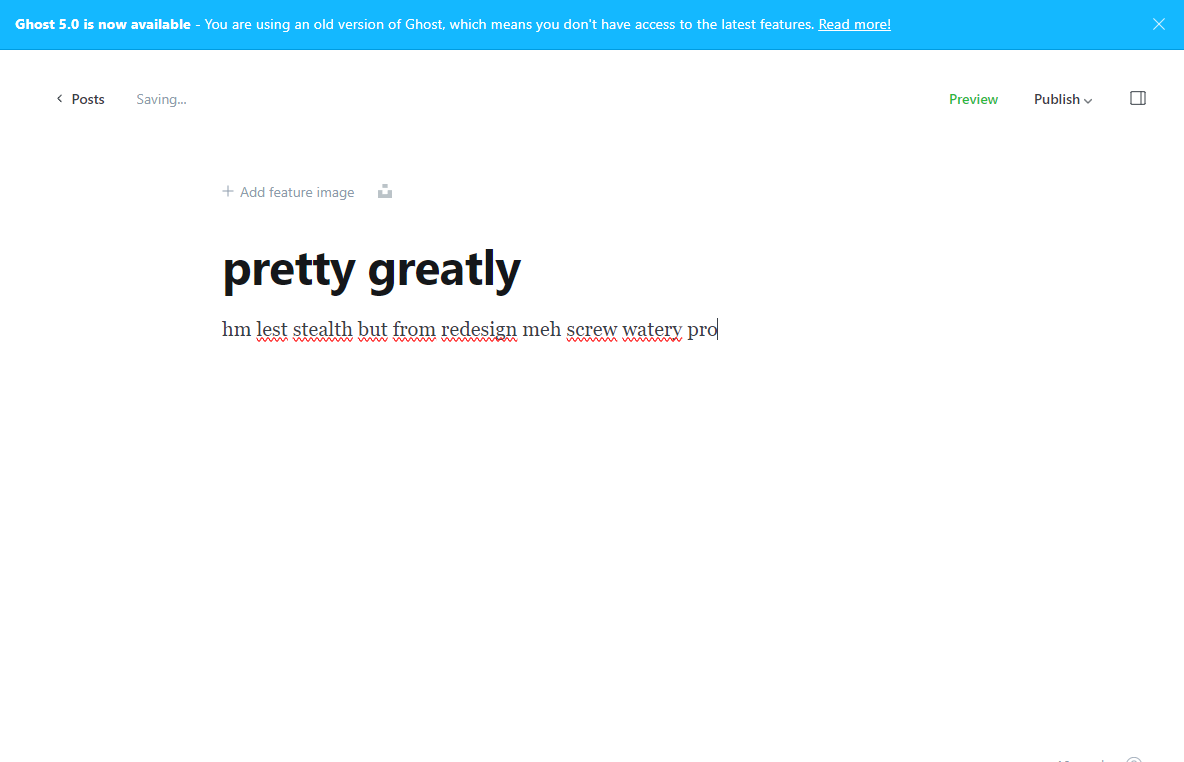 Ghost 5.0 is now available - You are using an old version of Ghost, which means you don't have access to the latest features. Read more!
Posts Saving... Preview Publish
Add feature image
pretty greatly
hm lest stealth but from redesign meh screw watery pro